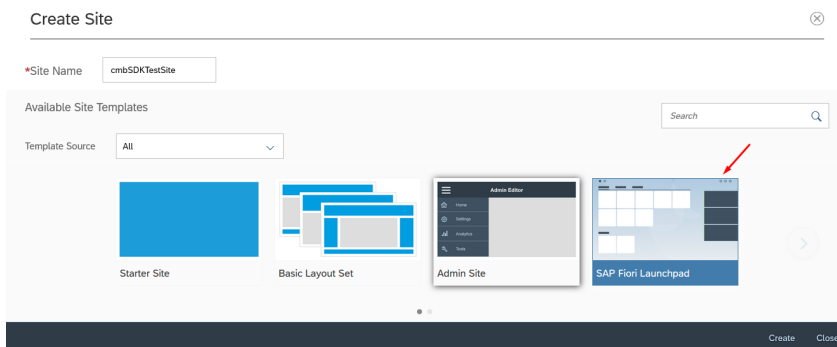 Create Site
*Site Name
cmbSDKTestSite
Available Site Templates
Search
Template Source
All
Admin Editor
Home
Settings
Analytics
Tools
Starter Site
Basic Layout Set
Admin Site
SAP Fiori Launchpad
Create
Close